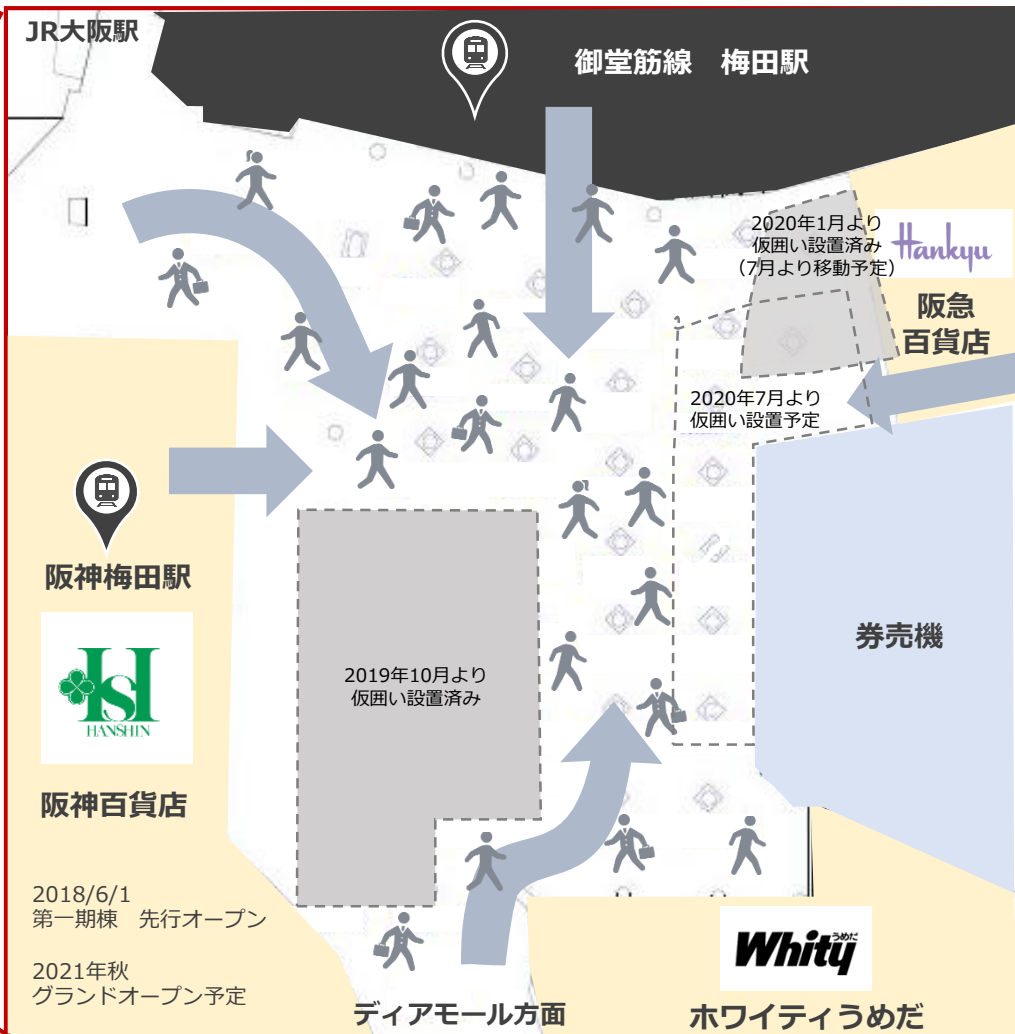 JR大阪駅
御堂筋線　梅田駅
2020年1月より
仮囲い設置済み
（7月より移動予定）
Hankyu
阪急
百貨店
2020年7月より
仮囲い設置予定
阪神梅田駅
HS
HANSHIN
阪神百貨店
2018/6/1
第一期棟　先行オープン
2021年秋
グランドオープン予定
2019年10月より
仮囲い設置済み
券売機
ディアモール方面
Whity
うめだ
ホワイティうめだ